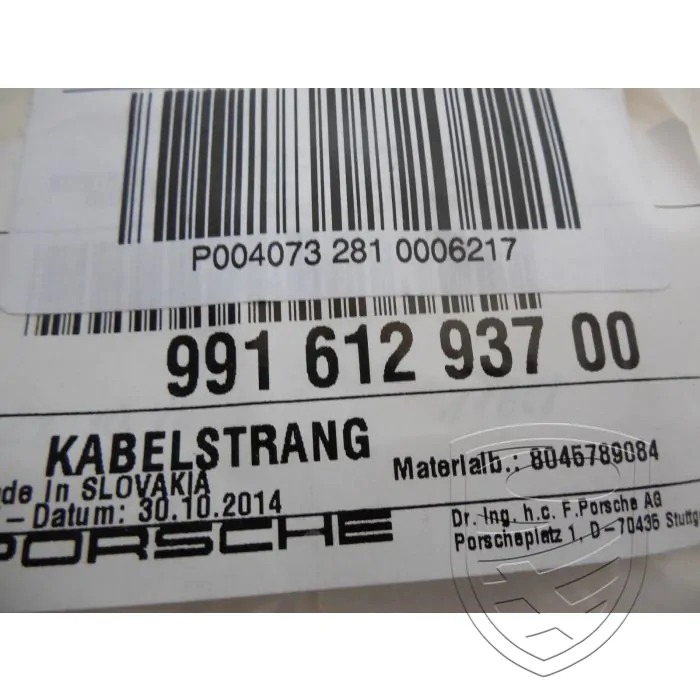 P004073 281 0006217
991 612 937 00
KABELSTRANG
Materialb.: 8045789084
de in SLOVAKIA
-Datum: 30.10.2014
PORSCHE
Dr. Ing. h.c. F.Porsche AG
Porscheplatz 1, D-70435 Stuttg